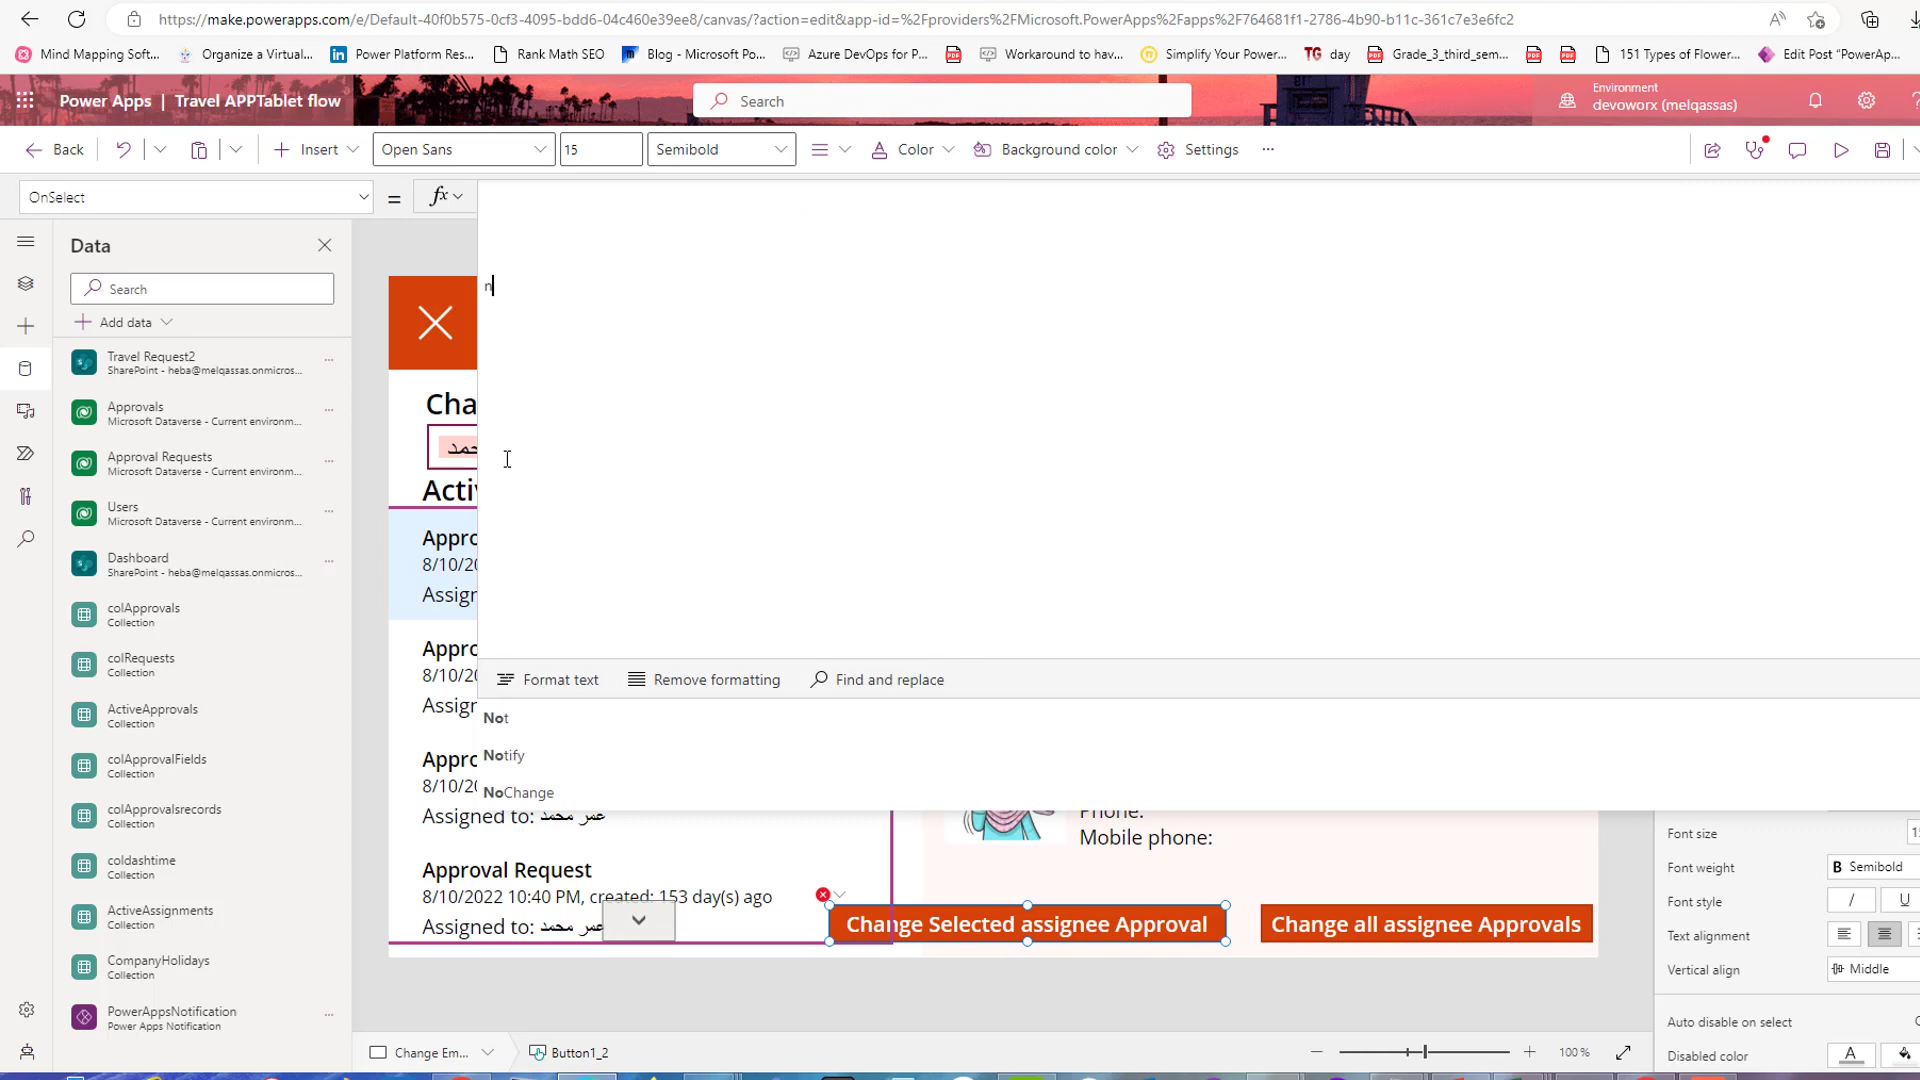 https://make.powerapps.com/e/Default-40f0b575-0cf3-4095-bdd6-04c460e39ee8/canvas/?action=edit&app-id=%2Fproviders%2FMicrosoft.PowerApps%2Fapps%2F764681f1-2786-4b90-b11c-361c7e3e6fc2
Mind Mapping Soft... Organize a Virtual... Power Platform Res... Rank Math SEO Blog - Microsoft Po... Azure DevOps for P... Workaround to hav... Simplify Your Power... TG day Grade_3_third_sem... 151 Types of Flower... Edit Post "PowerAp...
Power Apps | Travel APPTablet flow
Search
Environment
devoworx (melqassas)
Back Insert Open Sans 15 Semibold Color Background color Settings
OnSelect = fx
Data
Search
Add data
Travel Request2
SharePoint - heba@melqassas.onmicros...
Approvals
Microsoft Dataverse - Current environm...
Approval Requests
Microsoft Dataverse - Current environm...
Users
Microsoft Dataverse - Current environm...
Dashboard
SharePoint - heba@melqassas.onmicros...
colApprovals
Collection
colRequests
Collection
ActiveApprovals
Collection
colApprovalFields
Collection
colApprovalsrecords
Collection
coldashtime
Collection
ActiveAssignments
Collection
CompanyHolidays
Collection
PowerAppsNotification
Power Apps Notification
n
Cha
Acti
Appro
8/10/20
Assigr
Appro
8/10/20
Assigr
Format text Remove formatting Find and replace
Not
Notify
NoChange
Appro
8/10/20
Assigned to: عمر محمد
Approval Request
8/10/2022 10:40 PM, created: 153 day(s) ago
Assigned to: عمر محمد
Phone:
Mobile phone:
Change Selected assignee Approval
Change all assignee Approvals
Font size
Font weight B Semibold
Font style / U
Text alignment
Vertical align Middle
Auto disable on select
Disabled color A
Change Em... Button1_2
100 %